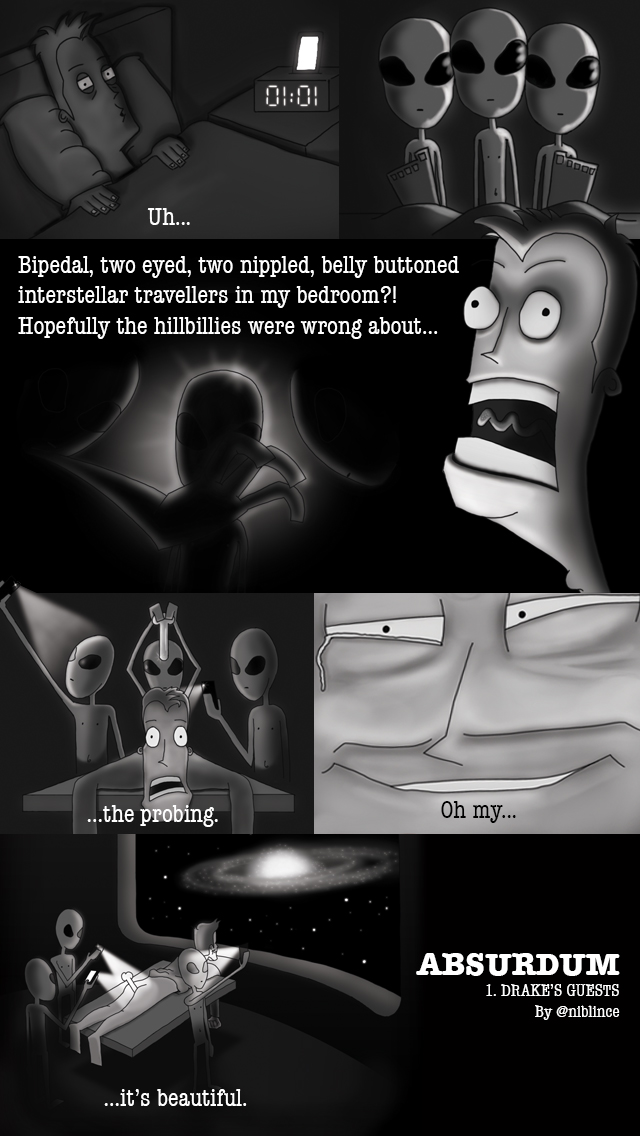 01:01
Uh...
Bipedal, two eyed, two nippled, belly buttoned
interstellar travellers in my bedroom?!
Hopefully the hillbillies were wrong about...
...the probing.
Oh my...
...it's beautiful.
ABSURDUM
1. DRAKE'S GUESTS
By @niblince